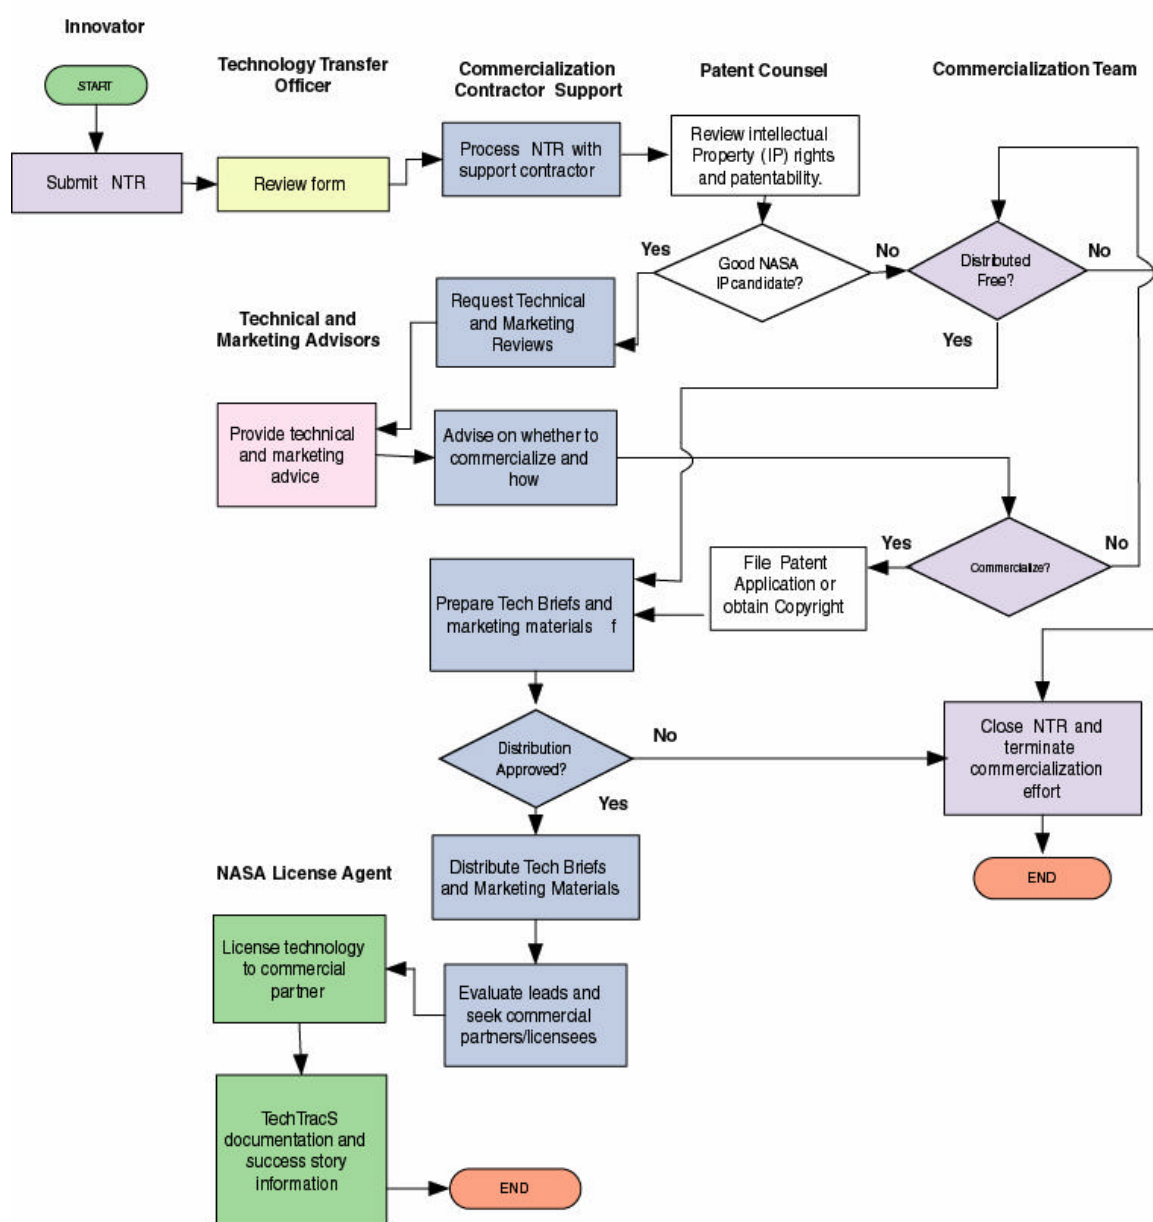 Innovator
START
Submit NTR
Technology Transfer
Officer
Review form
Commercialization
Contractor Support
Process NTR with
support contractor
Patent Counsel
Review intellectual
Property (IP) rights
and patentability.
Commercialization Team
Yes
Good NASA
IPcandidate?
No
Distributed
Free?
No
Yes
Request Technical
and Marketing
Reviews
Technical and
Marketing Advisors
Provide technical
and marketing
advice
Advise on whether to
commercialize and
how
Commercialize?
Yes
No
File Patent
Application or
obtain Copyright
Prepare Tech Briefs and
marketing materials f
Distribution
Approved?
No
Yes
Close NTR and
terminate
commercialization
effort
END
Distribute Tech Briefs
and Marketing Materials
NASA License Agent
License technology
to commercial
partner
Evaluate leads and
seek commercial
partners/licensees
TechTracS
documentation and
success story
information
END